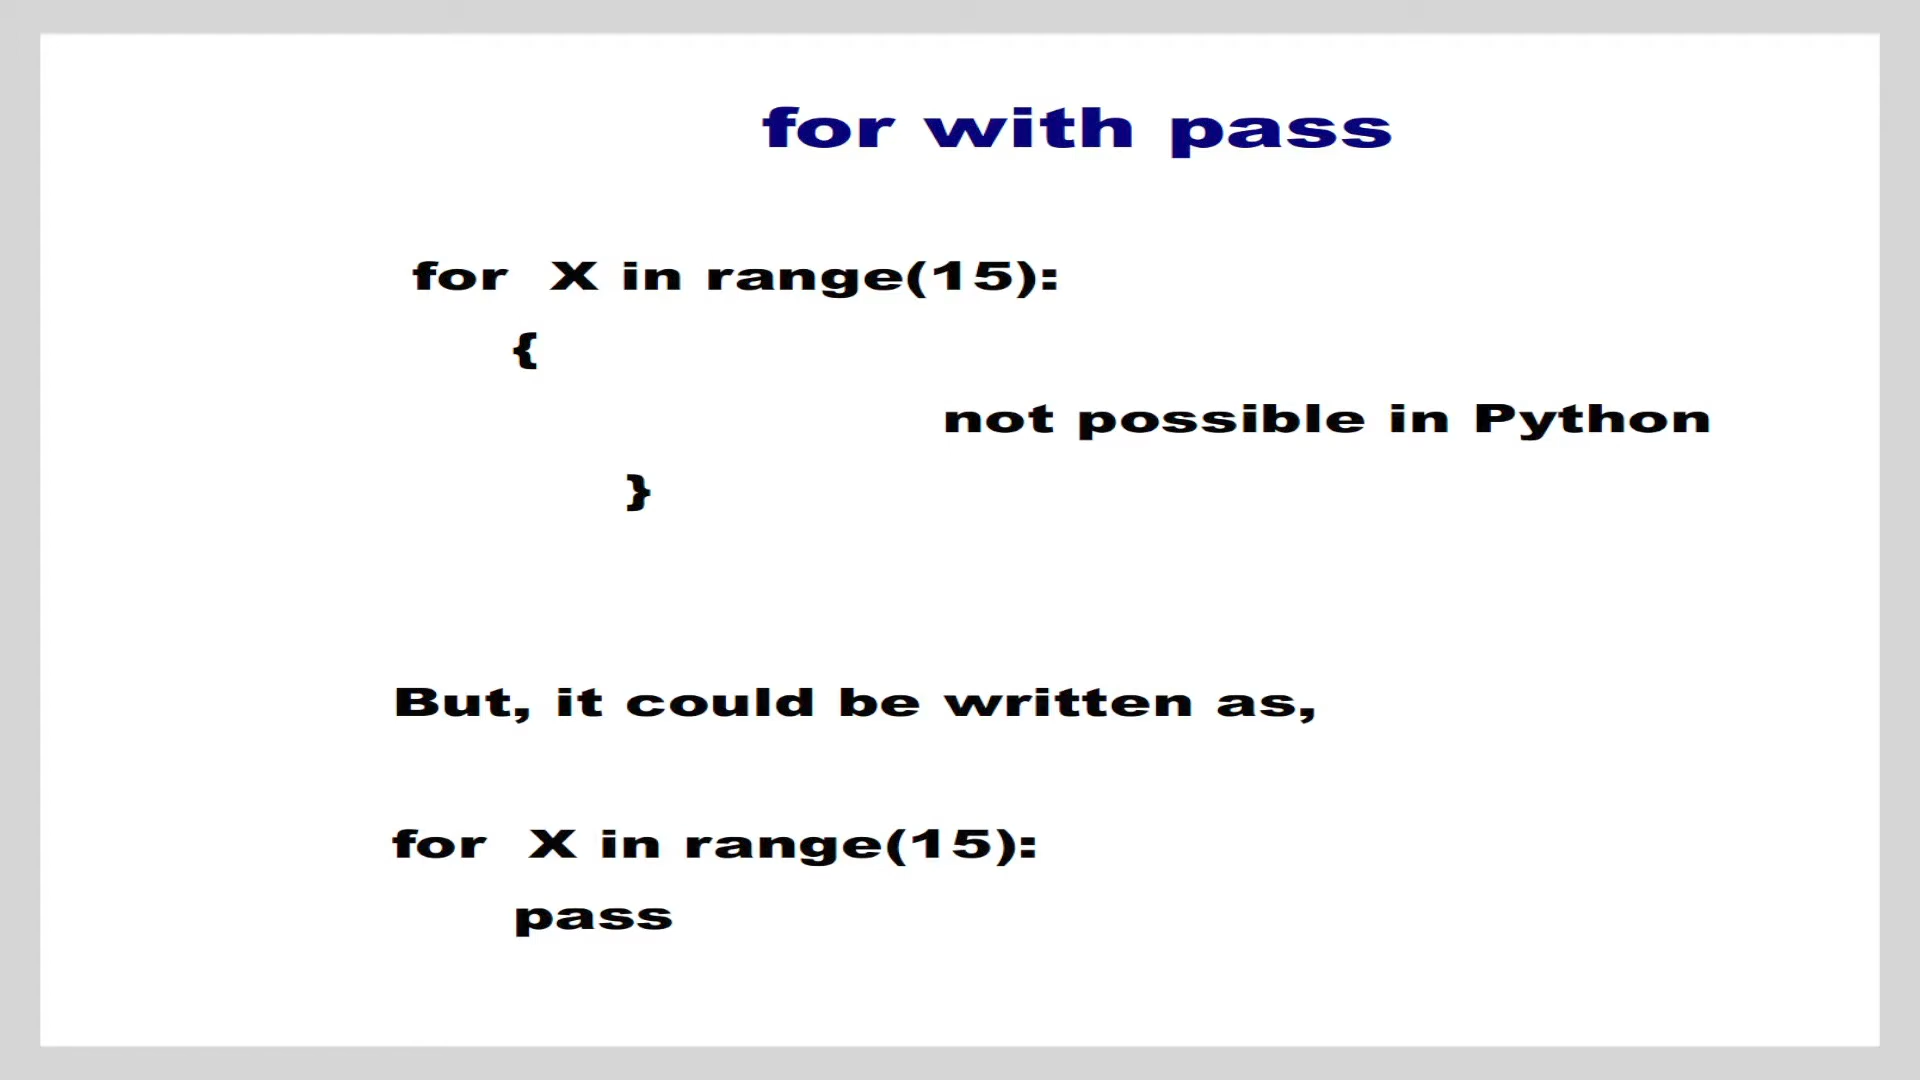 for with pass
for  X in range(15):
{
not possible in Python
}
But, it could be written as,
for  X in range(15):
pass